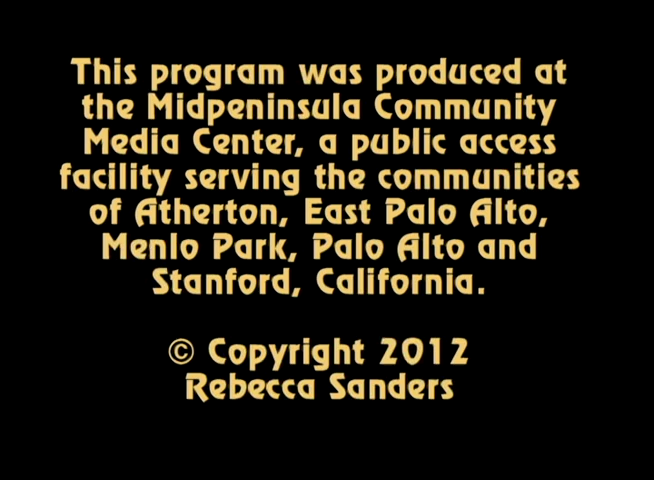 This program was produced at
the Midpeninsula Community
Media Center, a public access
facility serving the communities
of Atherton, East Palo Alto,
Menlo Park, Palo Alto and
Stanford, California.
© Copyright 2012
Rebecca Sanders